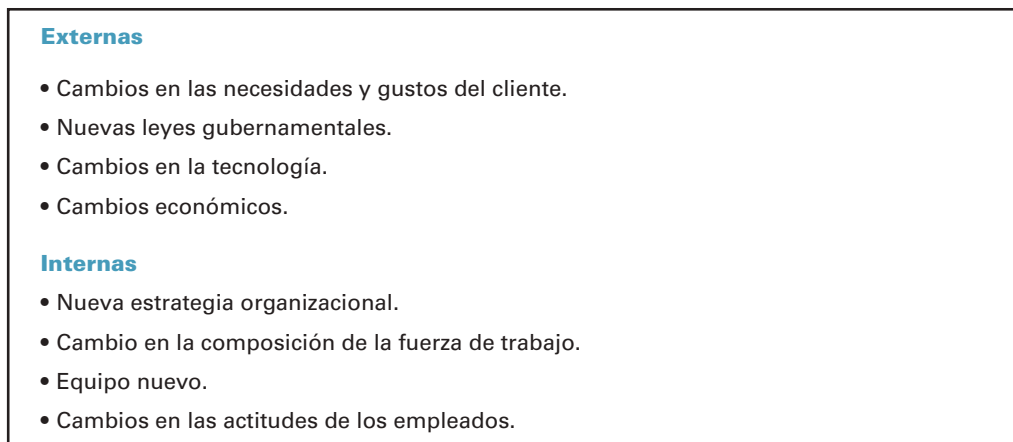 Externas
• Cambios en las necesidades y gustos del cliente.
• Nuevas leyes gubernamentales.
• Cambios en la tecnología.
• Cambios económicos.
Internas
• Nueva estrategia organizacional.
• Cambio en la composición de la fuerza de trabajo.
• Equipo nuevo.
• Cambios en las actitudes de los empleados.